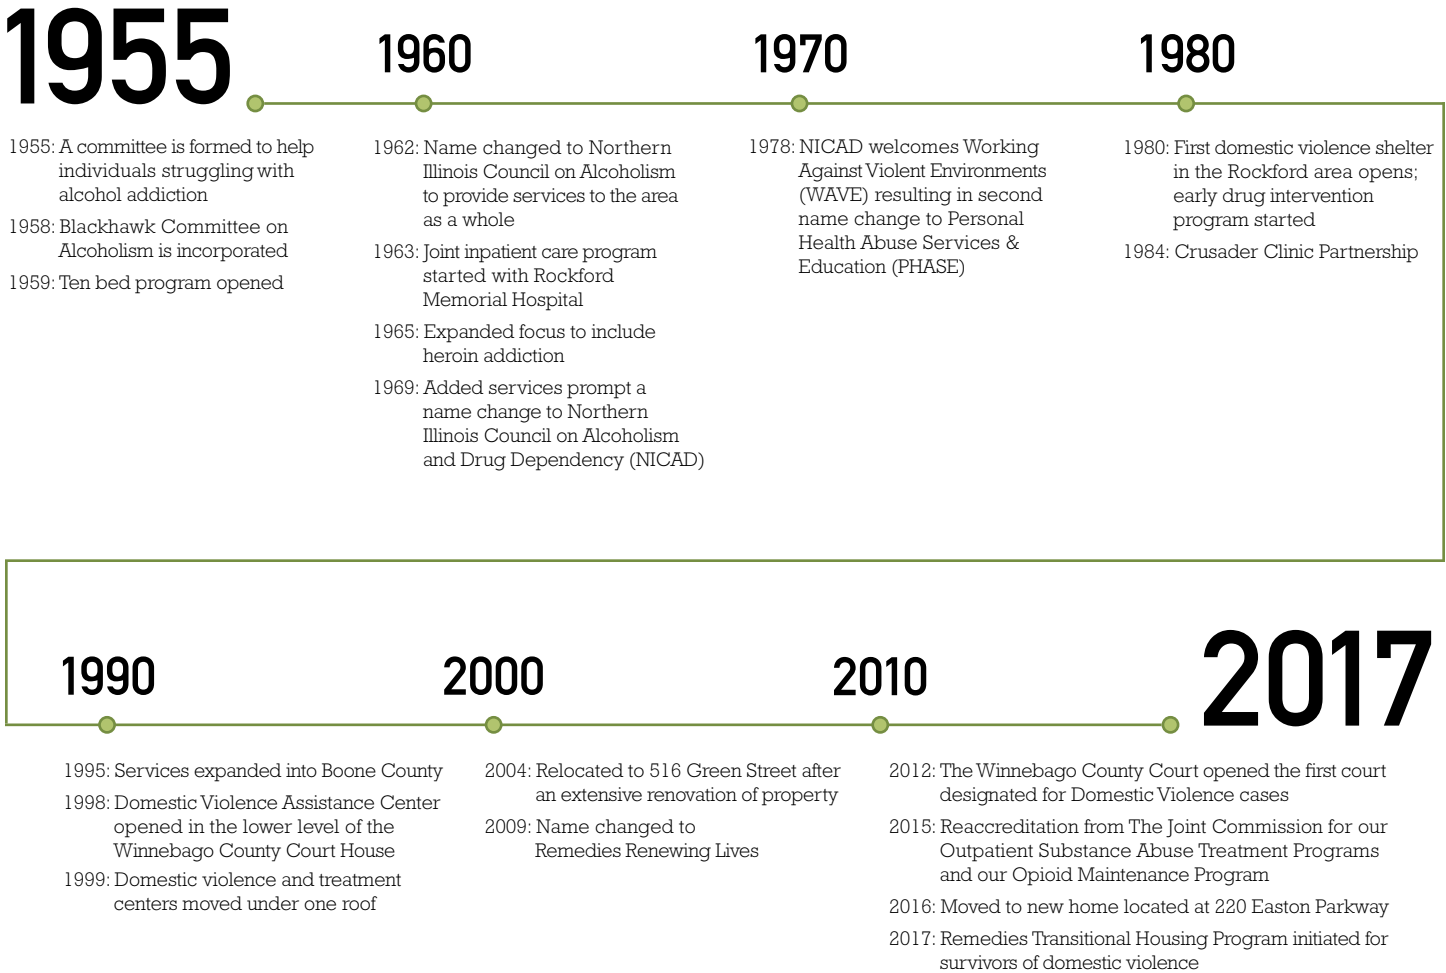 1955
1955: A committee is formed to help
individuals struggling with
alcohol addiction
1958: Blackhawk Committee on
Alcoholism is incorporated
1959: Ten bed program opened
1960
1962: Name changed to Northern
Illinois Council on Alcoholism
to provide services to the area
as a whole
1963: Joint inpatient care program
started with Rockford
Memorial Hospital
1965: Expanded focus to include
heroin addiction
1969: Added services prompt a
name change to Northern
Illinois Council on Alcoholism
and Drug Dependency (NICAD)
1970
1978: NICAD welcomes Working
Against Violent Environments
(WAVE) resulting in second
name change to Personal
Health Abuse Services &
Education (PHASE)
1980
1980: First domestic violence shelter
in the Rockford area opens;
early drug intervention
program started
1984: Crusader Clinic Partnership
1990
1995: Services expanded into Boone County
1998: Domestic Violence Assistance Center
opened in the lower level of the
Winnebago County Court House
1999: Domestic violence and treatment
centers moved under one roof
2000
2004: Relocated to 516 Green Street after
an extensive renovation of property
2009: Name changed to
Remedies Renewing Lives
2010
2017
2012: The Winnebago County Court opened the first court
designated for Domestic Violence cases
2015: Reaccreditation from The Joint Commission for our
Outpatient Substance Abuse Treatment Programs
and our Opioid Maintenance Program
2016: Moved to new home located at 220 Easton Parkway
2017: Remedies Transitional Housing Program initiated for
survivors of domestic violence